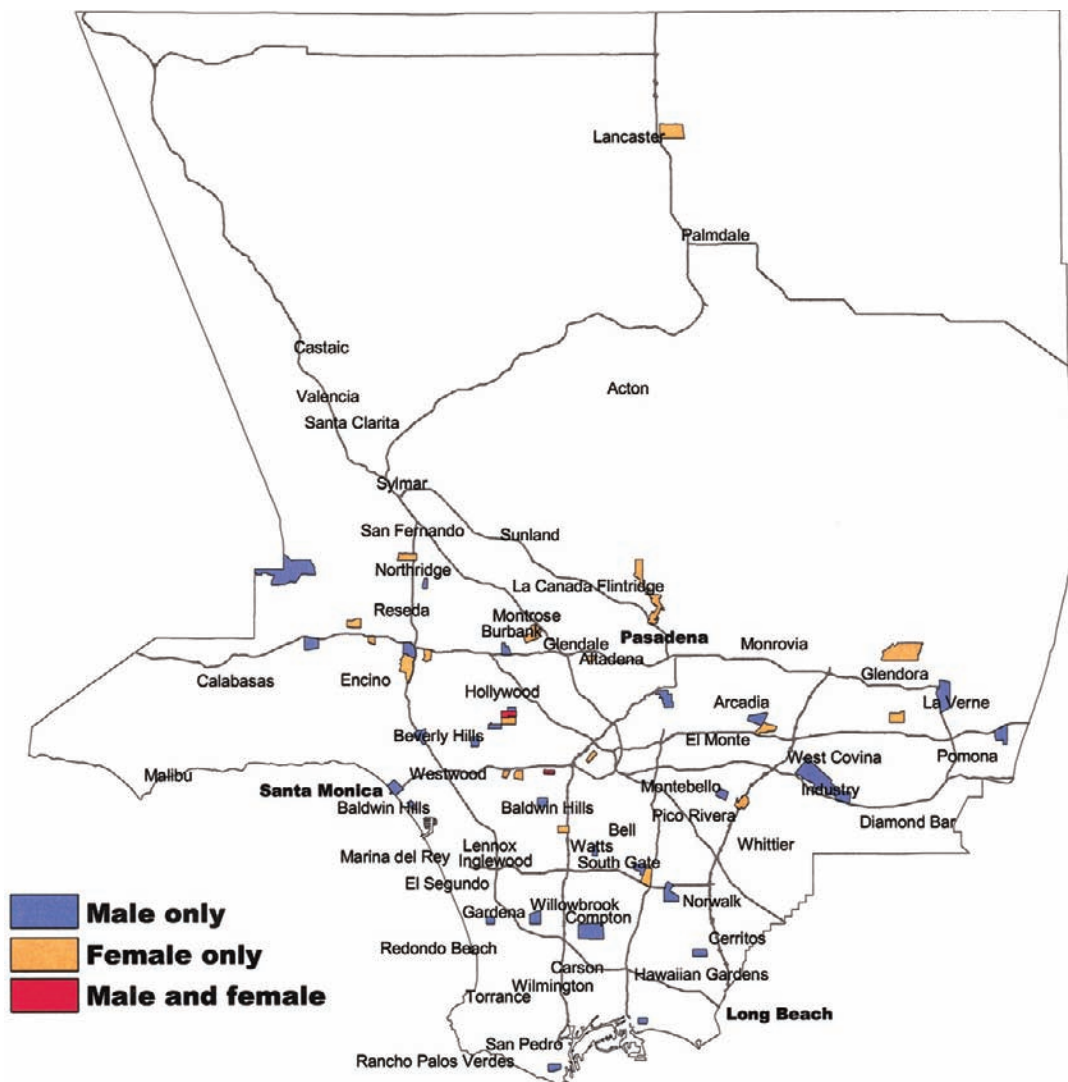 Lancaster
Palmdale
Castaic
Acton
Valencia
Santa Clarita
Sylmar
San Fernando
Sunland
Northridge
La Canada Flintridge
Reseda
Montrose
Burbank
Pasadena
Glendale
Monrovia
Altadena
Calabasas
Encino
Glendora
Hollywood
Arcadia
La Verne
Beverly Hills
El Monte
West Covina
Pomona
Malibu
Westwood
Santa Monica
Montebello
Industry
Baldwin Hills
Baldwin Hills
Pico Rivera
Diamond Bar
Bell
Lennox
Watts
Whittier
Marina del Rey
Inglewood
South Gate
El Segundo
Male only
Gardena
Willowbrook
Norwalk
Compton
Redondo Beach
Cerritos
Female only
Carson
Hawaiian Gardens
Wilmington
Male and female
Torrance
Long Beach
San Pedro
Rancho Palos Verdes